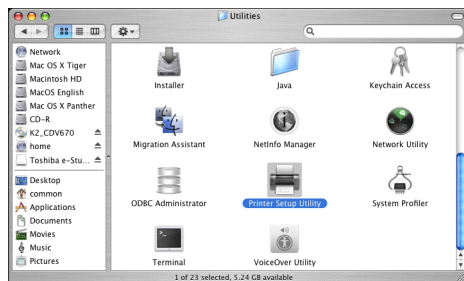 Utilities
Network
Mac OS X Tiger
Macintosh HD
MacOS English
Mac OS X Panther
CD-R
K2_CDV670
home
Toshiba e-Stu...
Desktop
common
Applications
Documents
Movies
Music
Pictures
Installer
Java
Keychain Access
Migration Assistant
NetInfo Manager
Network Utility
ODBC Administrator
Printer Setup Utility
System Profiler
Terminal
VoiceOver Utility
1 of 23 selected, 5.24 GB available